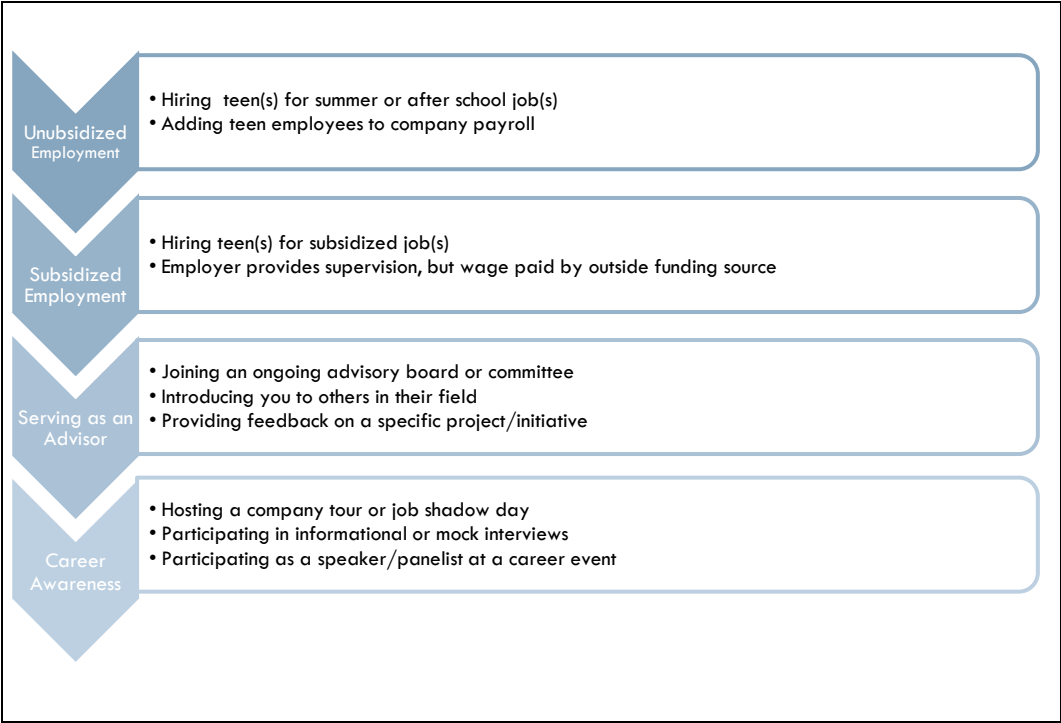 Unubsidized
Employment
• Hiring  teen(s) for summer or after school job(s)
• Adding teen employees to company payroll
Subsidized
Employment
• Hiring teen(s) for subsidized job(s)
• Employer provides supervision, but wage paid by outside funding source
Serving as an
Advisor
• Joining an ongoing advisory board or committee
• Introducing you to others in their field
• Providing feedback on a specific project/initiative
Career
Awareness
• Hosting a company tour or job shadow day
• Participating in informational or mock interviews
• Participating as a speaker/panelist at a career event